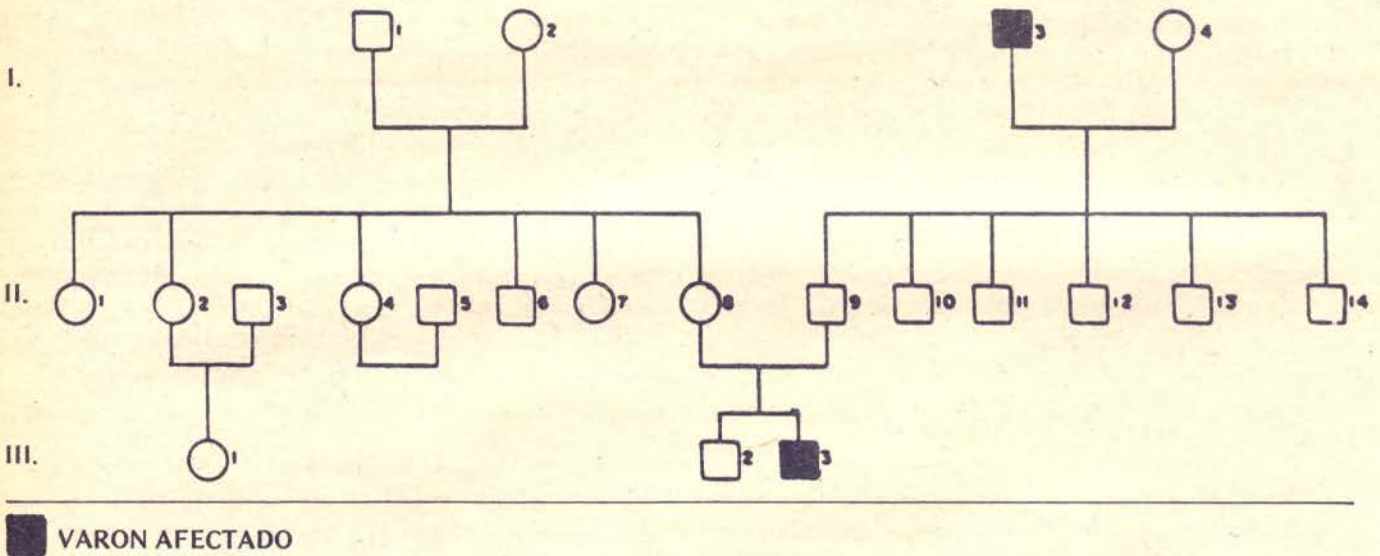 1 2 3 4
I.
II. 1 2 3 4 5 6 7 8 9 10 11 12 13 14
III. 1 2 3
VARON AFECTADO